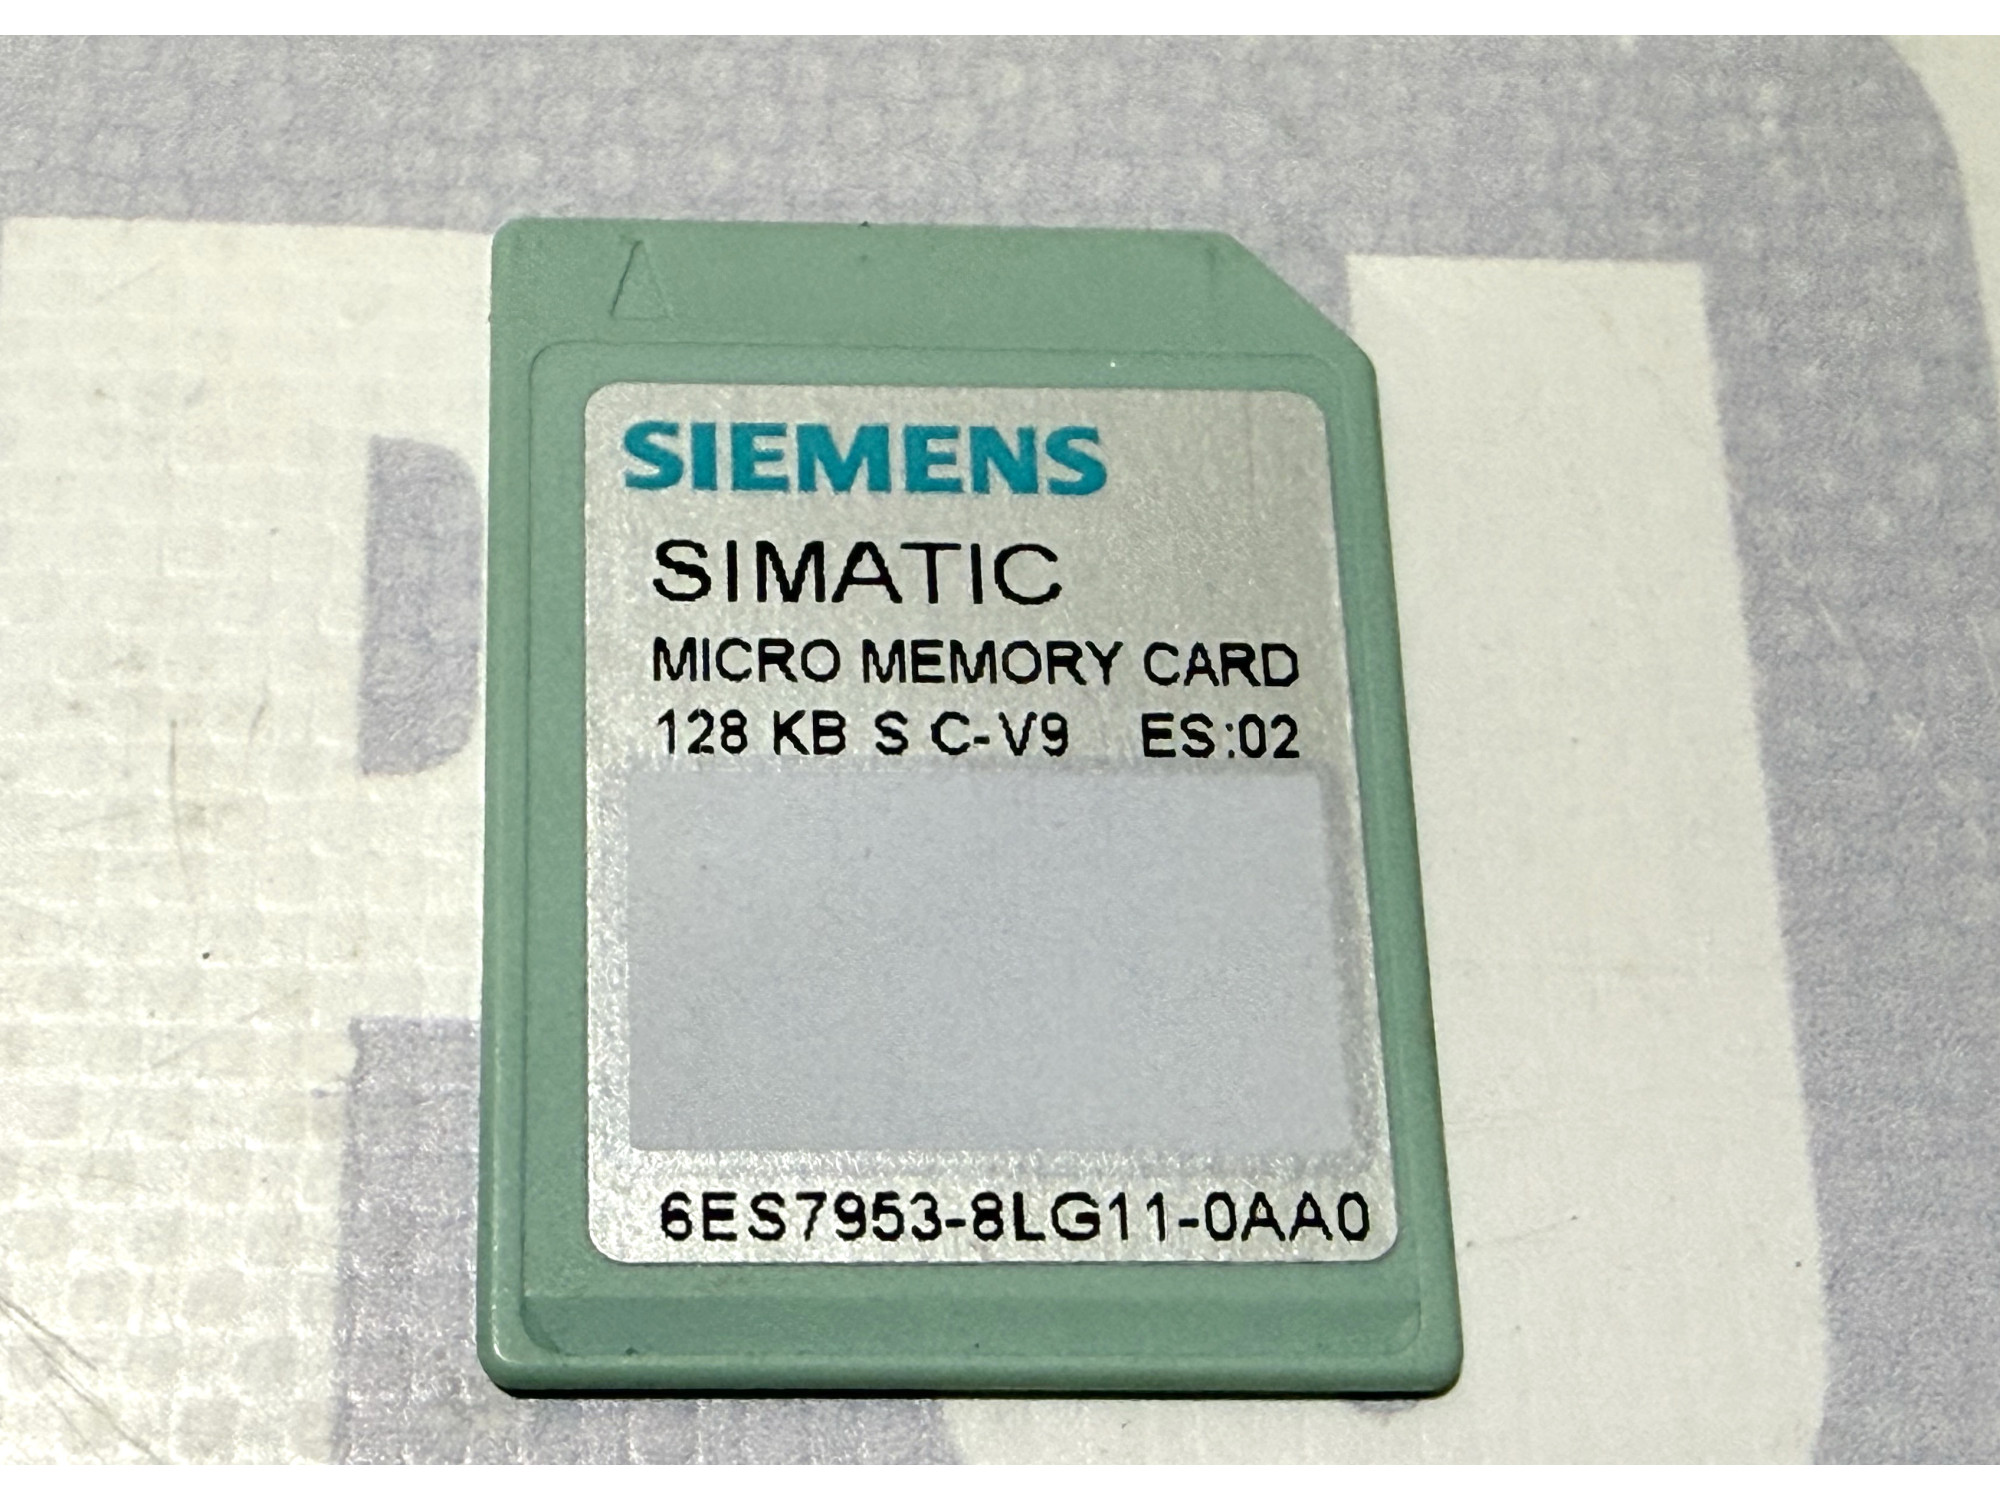 SIEMENS
SIMATIC
MICRO MEMORY CARD
128 KB S C-V9 ES:02
6ES7953-8LG11-0AA0